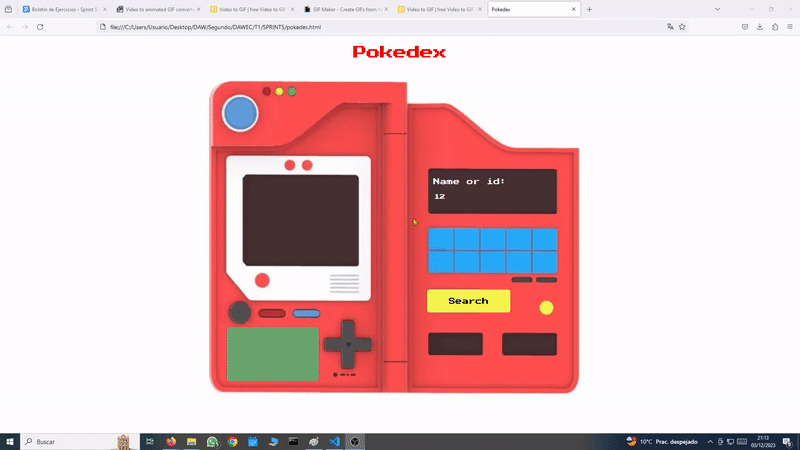 Boletín de Ejercicios - Sprint 5
Video to animated GIF convert
Video to GIF | free Video to GIF
GIF Maker - Create GIFs from
Video to GIF | free Video to GIF
Pokedex
file:///C:/Users/Usuario/Desktop/DAW/Segundo/DAWEC/T1/SPRINTS/pokedex.html
Pokedex
Name or id:
12
Search
Buscar
10°C Prac. despejado
21:13
03/12/2023